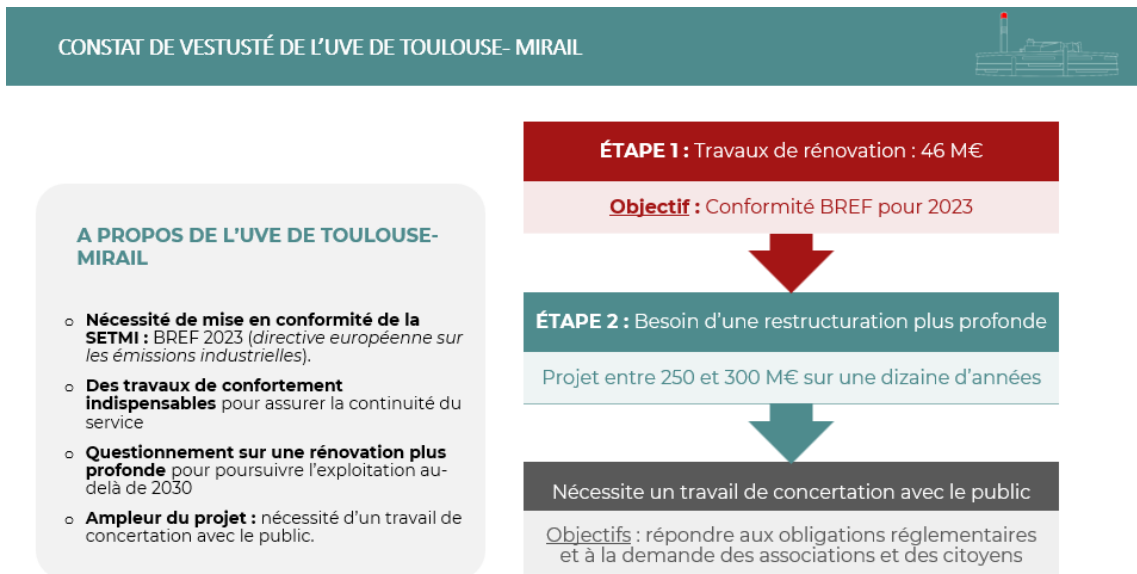 CONSTAT DE VESTUSTÉ DE L'UVE DE TOULOUSE- MIRAIL
A PROPOS DE L'UVE DE TOULOUSE-
MIRAIL
o Nécessité de mise en conformité de la
SETMI : BREF 2023 (directive européenne sur
les émissions industrielles).
o Des travaux de confortement
indispensables pour assurer la continuité du
service
o Questionnement sur une rénovation plus
profonde pour poursuivre l'exploitation au-
delà de 2030
o Ampleur du projet : nécessité d'un travail de
concertation avec le public.
ÉTAPE 1 : Travaux de rénovation : 46 M€
Objectif : Conformité BREF pour 2023
ÉTAPE 2 : Besoin d'une restructuration plus profonde
Projet entre 250 et 300 M€ sur une dizaine d'années
Nécessite un travail de concertation avec le public
Objectifs : répondre aux obligations réglementaires
et à la demande des associations et des citoyens